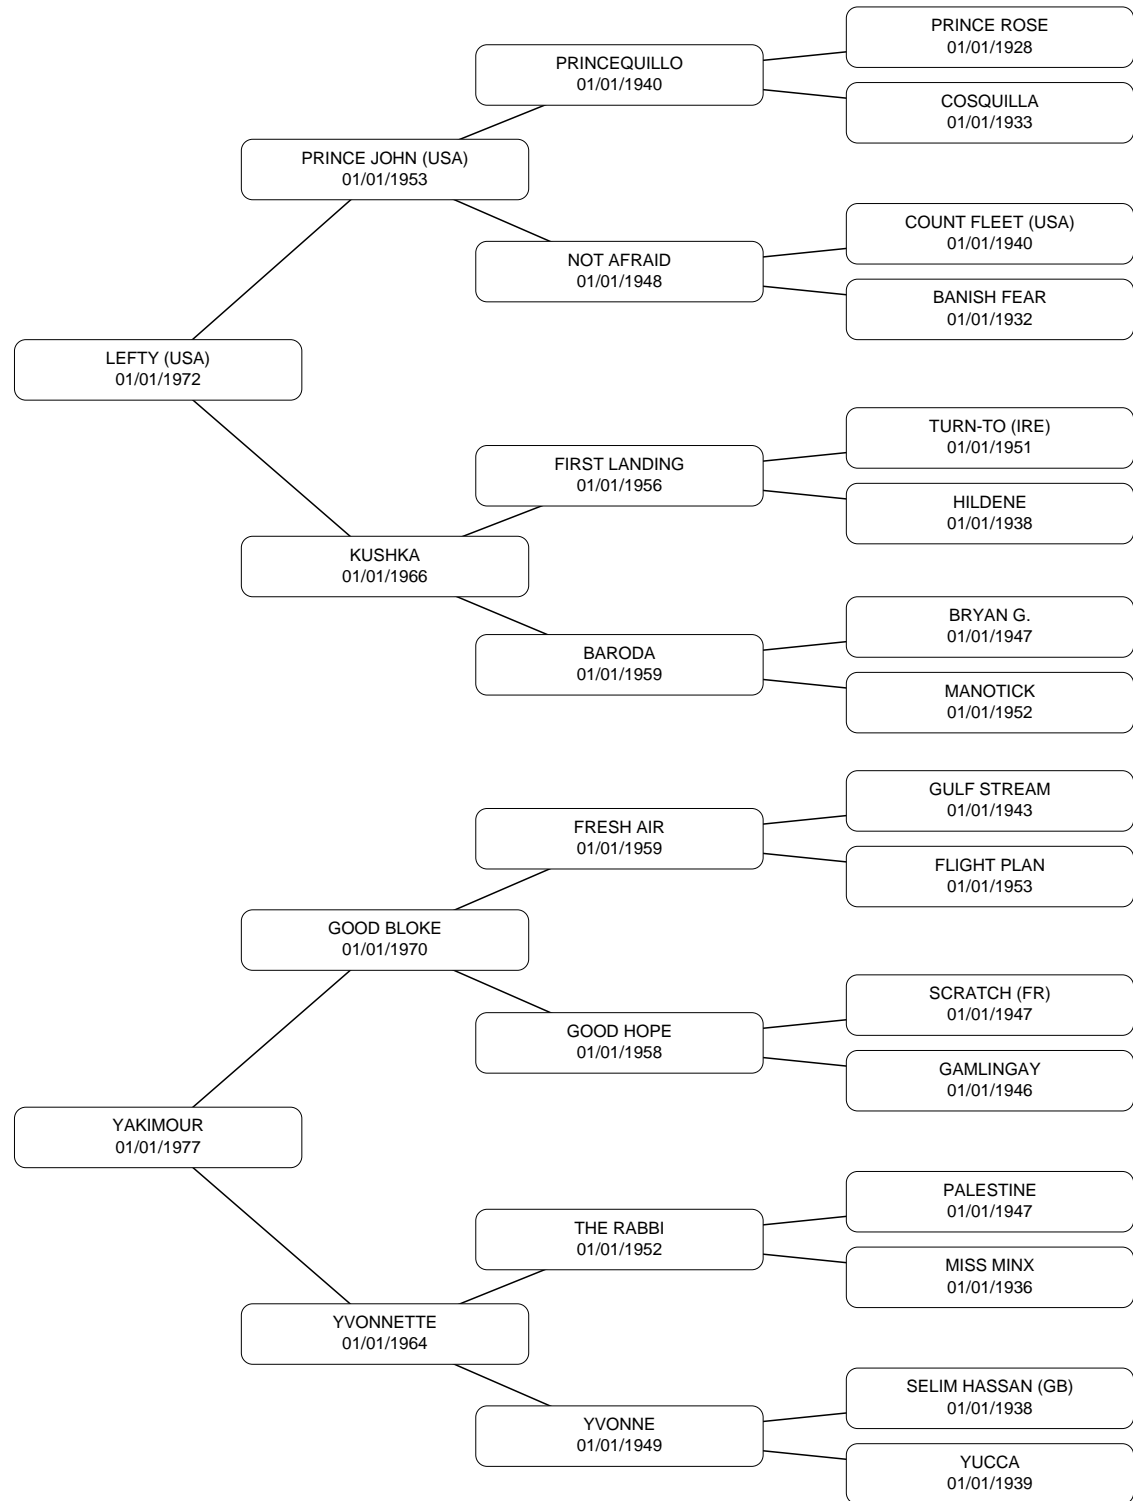 PRINCE ROSE
01/01/1928
PRINCEQUILLO
01/01/1940
COSQUILLA
01/01/1933
PRINCE JOHN (USA)
01/01/1953
COUNT FLEET (USA)
01/01/1940
NOT AFRAID
01/01/1948
BANISH FEAR
01/01/1932
LEFTY (USA)
01/01/1972
TURN-TO (IRE)
01/01/1951
FIRST LANDING
01/01/1956
HILDENE
01/01/1938
KUSHKA
01/01/1966
BRYAN G.
01/01/1947
BARODA
01/01/1959
MANOTICK
01/01/1952
GULF STREAM
01/01/1943
FRESH AIR
01/01/1959
FLIGHT PLAN
01/01/1953
GOOD BLOKE
01/01/1970
SCRATCH (FR)
01/01/1947
GOOD HOPE
01/01/1958
GAMLINGAY
01/01/1946
YAKIMOUR
01/01/1977
PALESTINE
01/01/1947
THE RABBI
01/01/1952
MISS MINX
01/01/1936
YVONNETTE
01/01/1964
SELIM HASSAN (GB)
01/01/1938
YVONNE
01/01/1949
YUCCA
01/01/1939